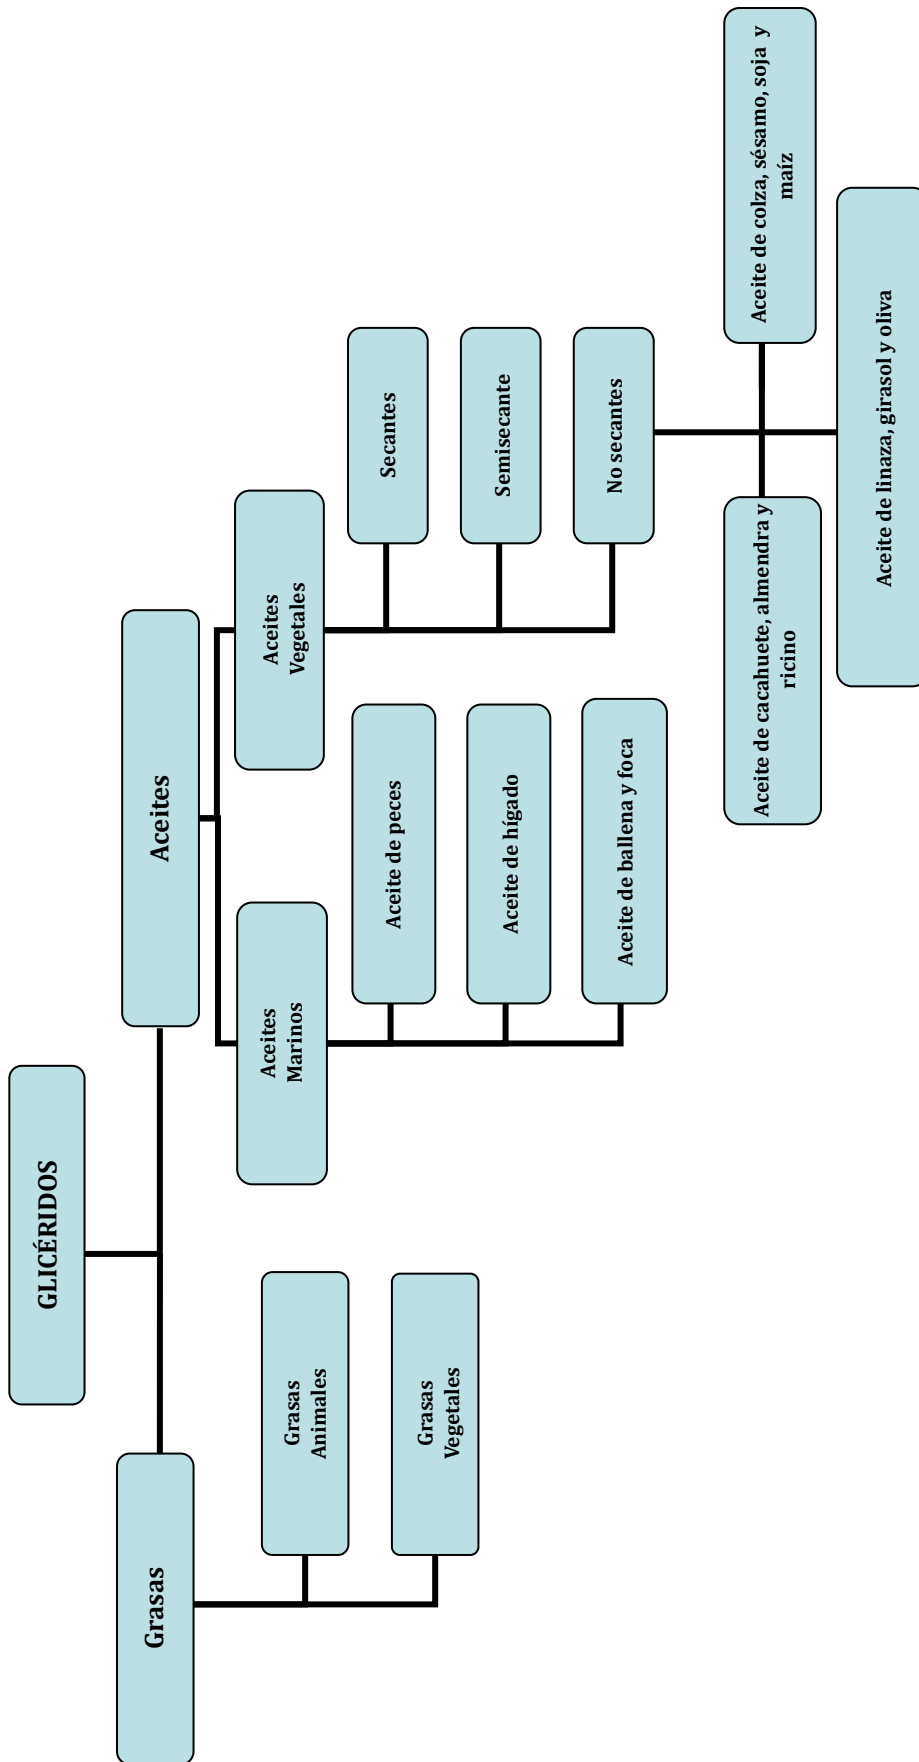 GLICÉRIDOS
Grasas
Aceites
Grasas
Animales
Grasas
Vegetales
Aceites
Marinos
Aceite de peces
Aceite de hígado
Aceite de ballena y foca
Aceites
Vegetales
Secantes
Semisecante
No secantes
Aceite de cacahuete, almendra y
ricino
Aceite de colza, sésamo, soja y
maíz
Aceite de linaza, girasol y oliva